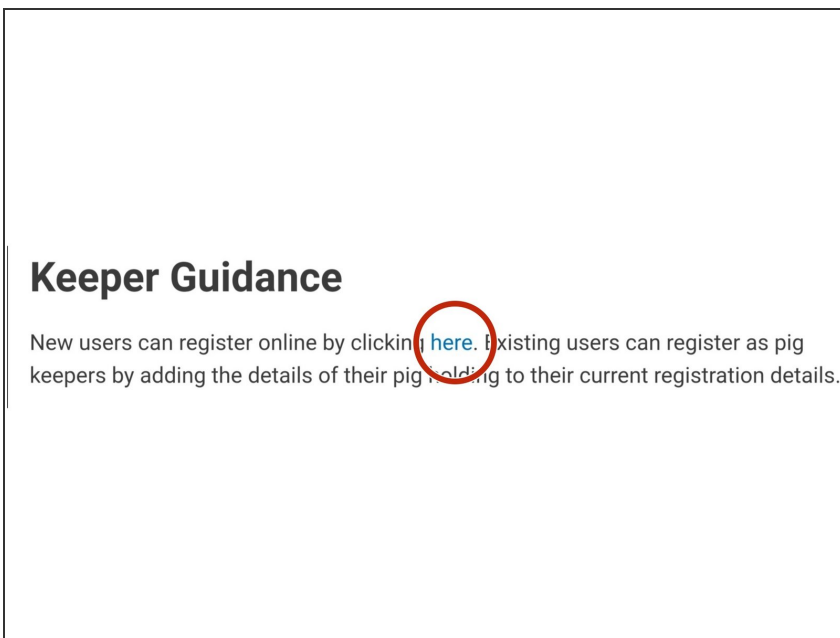 Keeper Guidance
New users can register online by clicking here. Existing users can register as pig
keepers by adding the details of their pig holding to their current registration details.